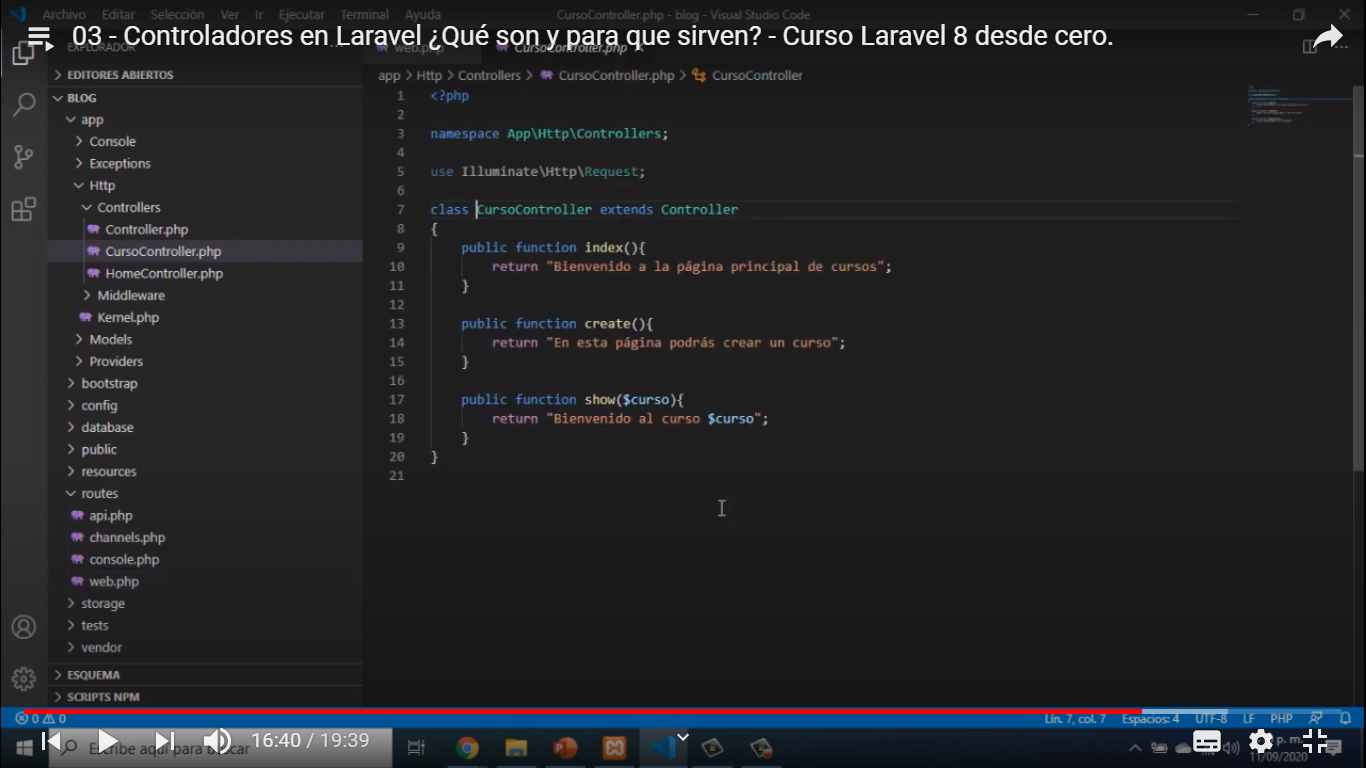 Archivo Editar Selección Ver Ir Ejecutar Terminal Ayuda CursoController.php - blog - Visual Studio Code
03 - Controladores en Laravel ¿Qué son y para que sirven? - Curso Laravel 8 desde cero.
EXPLORADOR web.php CursoController.php
EDITORES ABIERTOS
app > Http > Controllers > CursoController.php > CursoController
BLOG
app
Console
Exceptions
Http
Controllers
Controller.php
CursoController.php
HomeController.php
Middleware
Kernel.php
Models
Providers
bootstrap
config
database
public
resources
routes
api.php
channels.php
console.php
web.php
storage
tests
vendor
ESQUEMA
SCRIPTS NPM
1 <?php
2
3 namespace App\Http\Controllers;
4
5 use Illuminate\Http\Request;
6
7 class CursoController extends Controller
8 {
9 public function index(){
10 return "Bienvenido a la página principal de cursos";
11 }
12
13 public function create(){
14 return "En esta página podrás crear un curso";
15 }
16
17 public function show($curso){
18 return "Bienvenido al curso $curso";
19 }
20 }
21
0 0 Lín. 7, col. 7 Espacios: 4 UTF-8 LF PHP
Escribe aquí para buscar
16:40 / 19:39
p. m.
11/09/2020